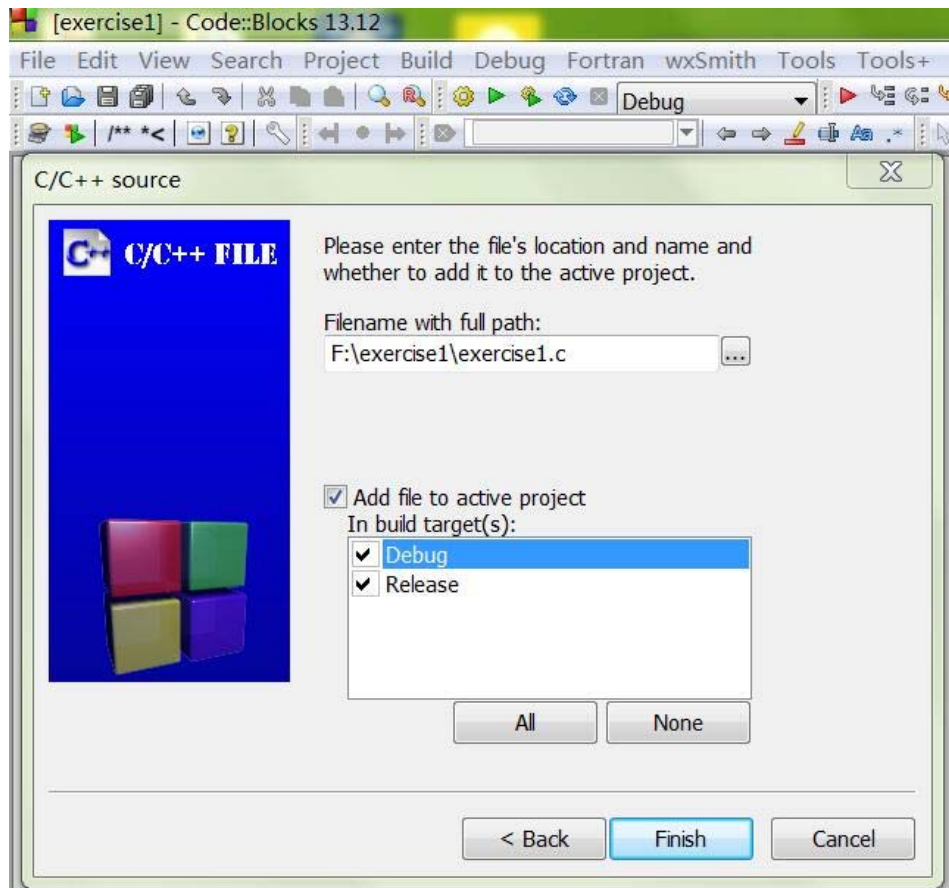 [exercise1] - Code::Blocks 13.12
File Edit View Search Project Build Debug Fortran wxSmith Tools Tools+
Debug
/** *<
C/C++ source
C++ C/C++ FILE
Please enter the file's location and name and
whether to add it to the active project.
Filename with full path:
F:\exercise1\exercise1.c
...
Add file to active project
In build target(s):
Debug
Release
All None
< Back Finish Cancel